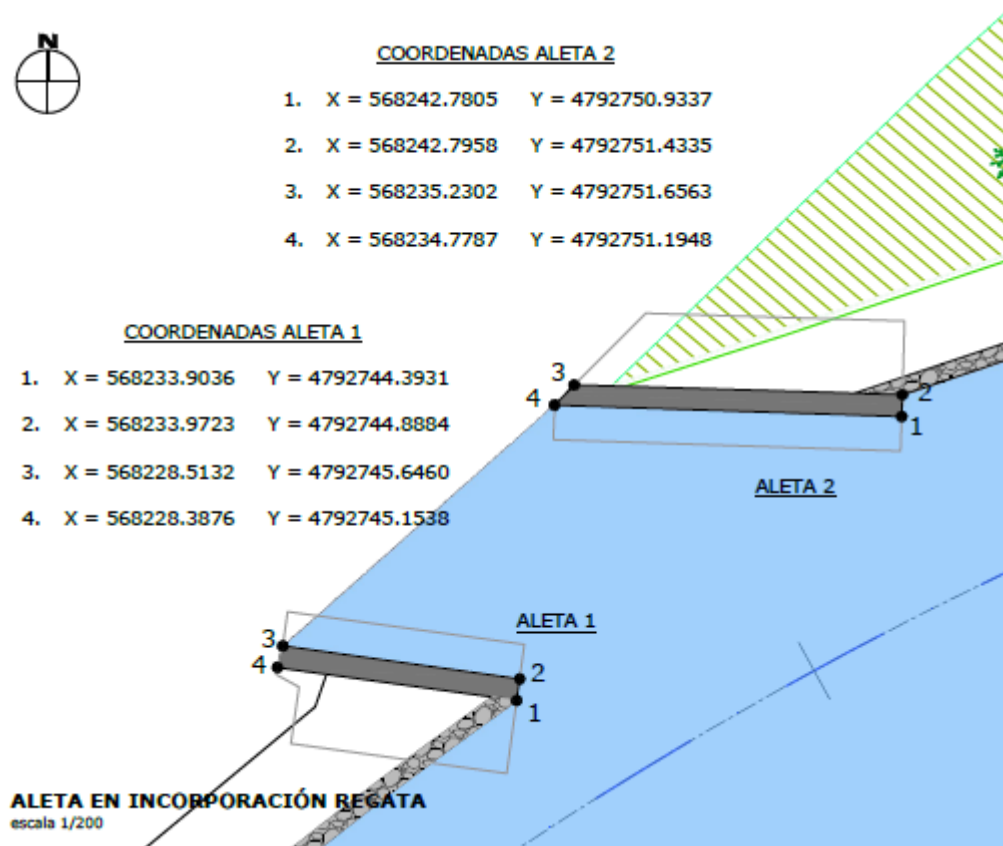 N
COORDENADAS ALETA 2
1. X = 568242.7805 Y = 4792750.9337
2. X = 568242.7958 Y = 4792751.4335
3. X = 568235.2302 Y = 4792751.6563
4. X = 568234.7787 Y = 4792751.1948
COORDENADAS ALETA 1
1. X = 568233.9036 Y = 4792744.3931
2. X = 568233.9723 Y = 4792744.8884
3. X = 568228.5132 Y = 4792745.6460
4. X = 568228.3876 Y = 4792745.1538
3
4
2
1
ALETA 2
ALETA 1
3
4
2
1
ALETA EN INCORPORACIÓN REGATA
escala 1/200